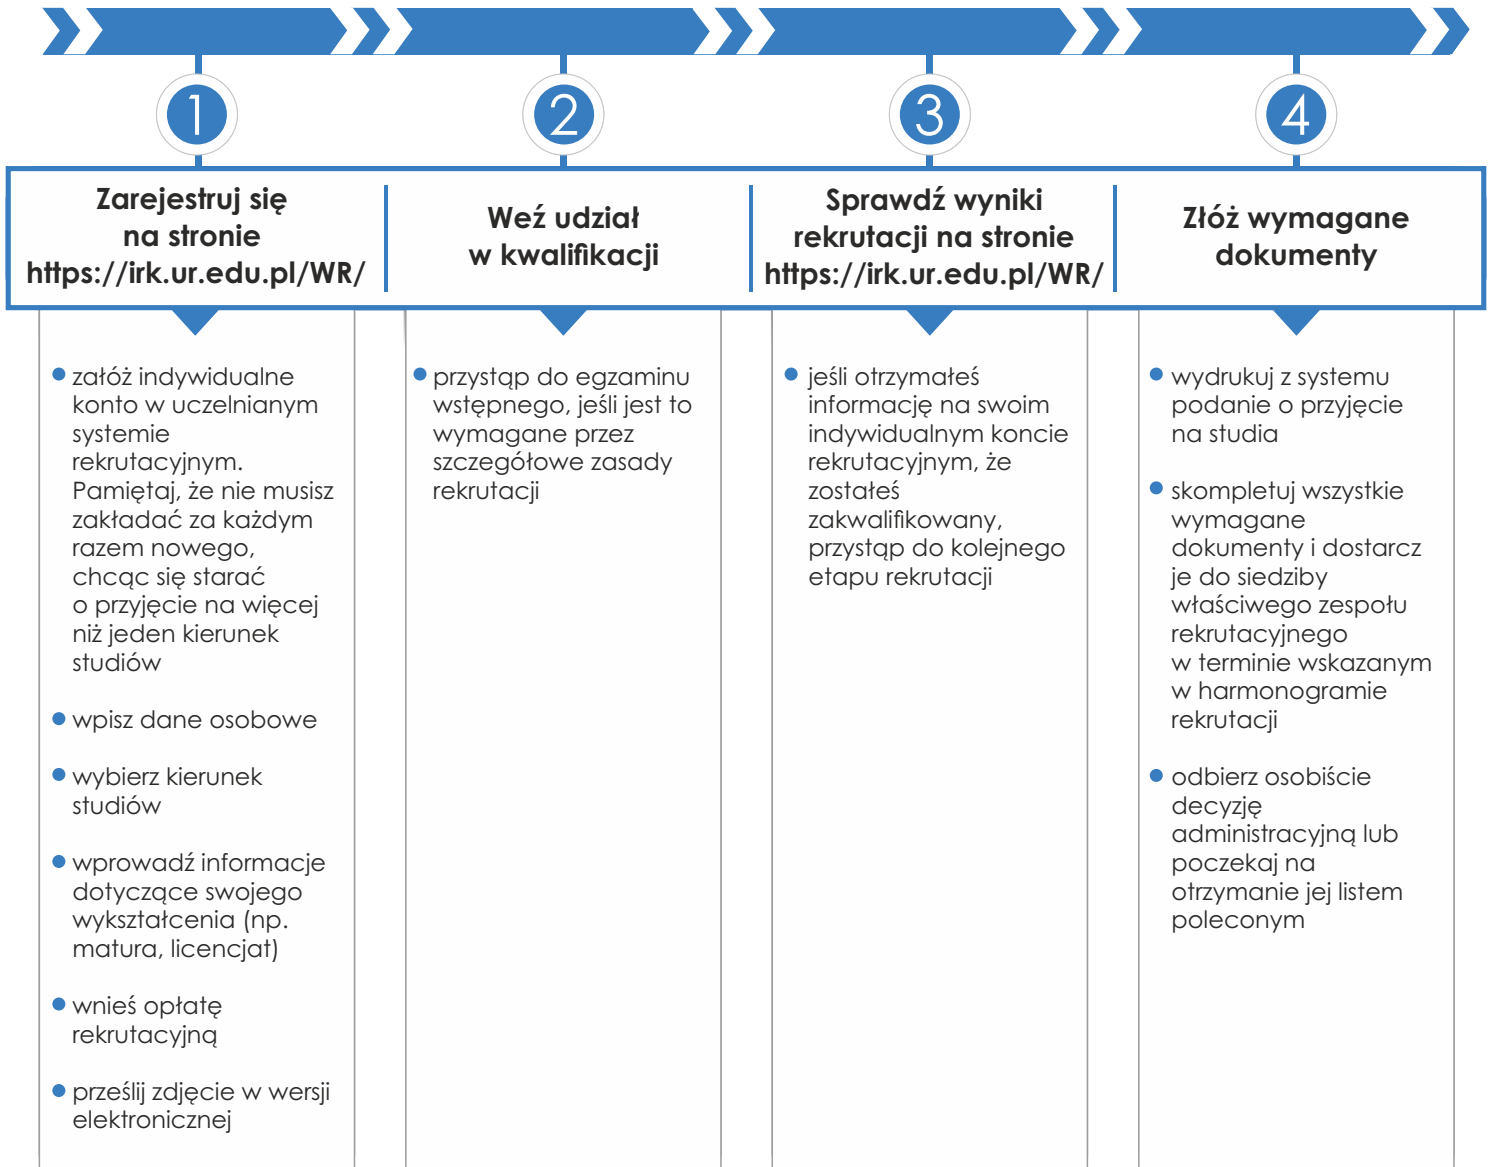 1
Zarejestruj się
na stronie
https://irk.ur.edu.pl/WR/
załóż indywidualne
konto w uczelnianym
systemie
rekrutacyjnym.
Pamiętaj, że nie musisz
zakładać za każdym
razem nowego,
chcąc się starać
o przyjęcie na więcej
niż jeden kierunek
studiów
wpisz dane osobowe
wybierz kierunek
studiów
wprowadź informacje
dotyczące swojego
wykształcenia (np.
matura, licencjat)
wnieś opłatę
rekrutacyjną
prześlij zdjęcie w wersji
elektronicznej
2
Weź udział
w kwalifikacji
przystąp do egzaminu
wstępnego, jeśli jest to
wymagane przez
szczegółowe zasady
rekrutacji
3
Sprawdź wyniki
rekrutacji na stronie
https://irk.ur.edu.pl/WR/
jeśli otrzymałeś
informację na swoim
indywidualnym koncie
rekrutacyjnym, że
zostałeś
zakwalifikowany,
przystąp do kolejnego
etapu rekrutacji
4
Złóż wymagane
dokumenty
wydrukuj z systemu
podanie o przyjęcie
na studia
skompletuj wszystkie
wymagane
dokumenty i dostarcz
je do siedziby
właściwego zespołu
rekrutacyjnego
w terminie wskazanym
w harmonogramie
rekrutacji
odbierz osobiście
decyzję
administracyjną lub
poczekaj na
otrzymanie jej listem
poleconym